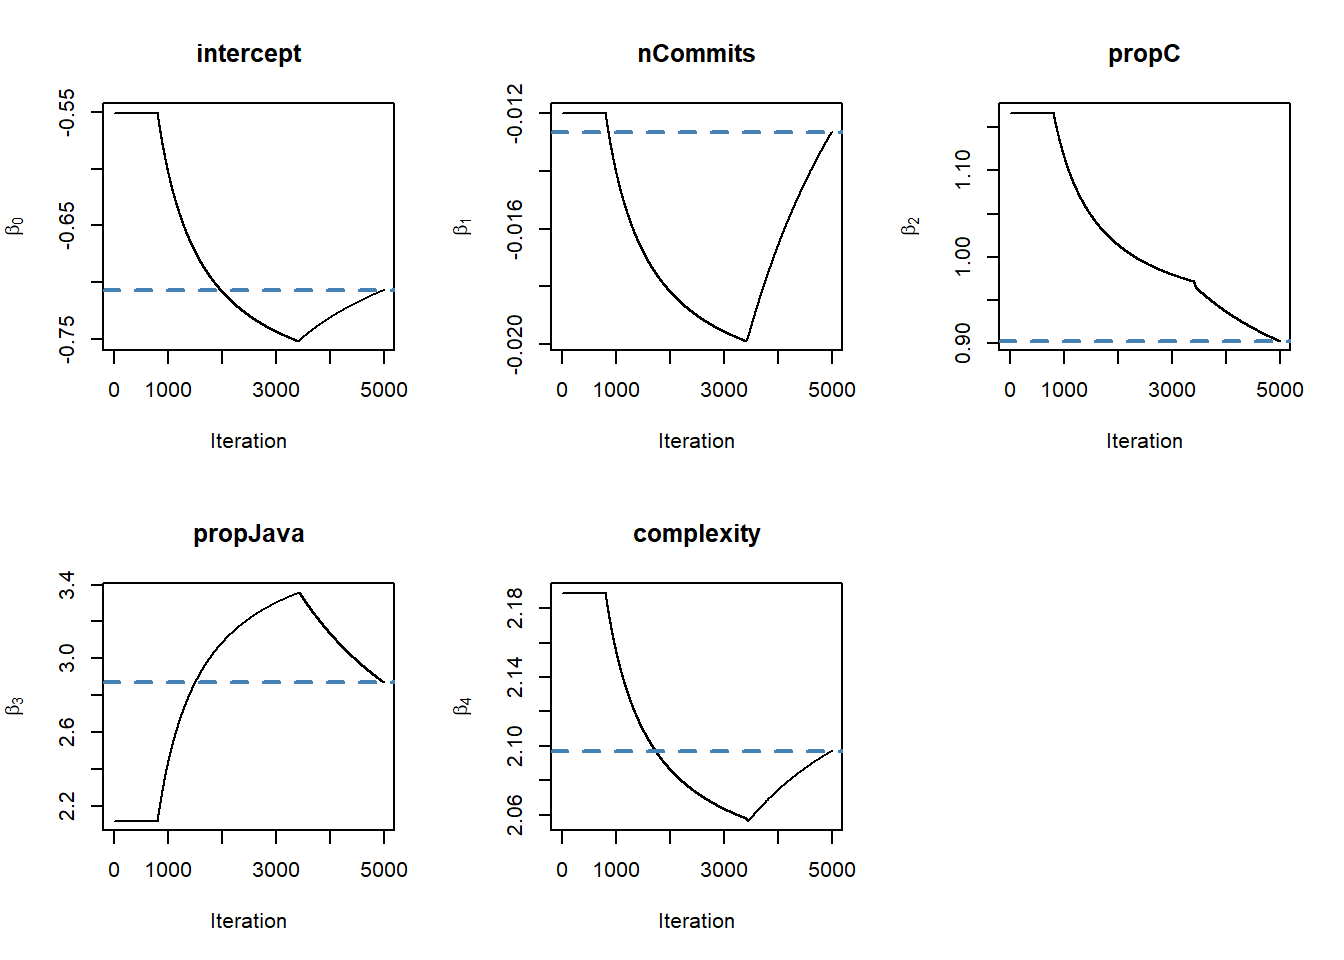 intercept
nCommits
propC
-0.55
-0.65
-0.75
β0
0 1000 3000 5000
Iteration
-0.012
-0.016
-0.020
β1
0 1000 3000 5000
Iteration
1.10
1.00
0.90
β2
0 1000 3000 5000
Iteration
propJava
complexity
3.4
3.0
2.6
2.2
β3
0 1000 3000 5000
Iteration
2.18
2.14
2.10
2.06
β4
0 1000 3000 5000
Iteration